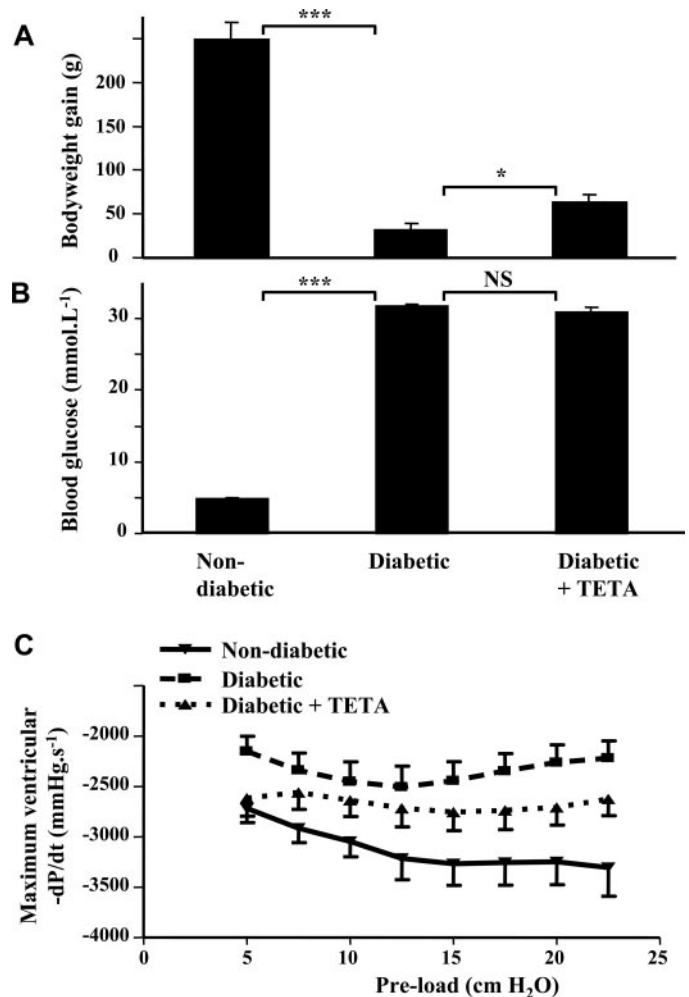 A
Bodyweight gain (g)
250
200
150
100
50
0
***
*
B
Blood glucose (mmol.L⁻¹)
30
20
10
0
***
NS
Non-diabetic
Diabetic
Diabetic
+ TETA
C
Non-diabetic
Diabetic
Diabetic + TETA
Maximum ventricular
-dP/dt (mmHg.s⁻¹)
-2000
-2500
-3000
-3500
-4000
0
5
10
15
20
25
Pre-load (cm H₂O)